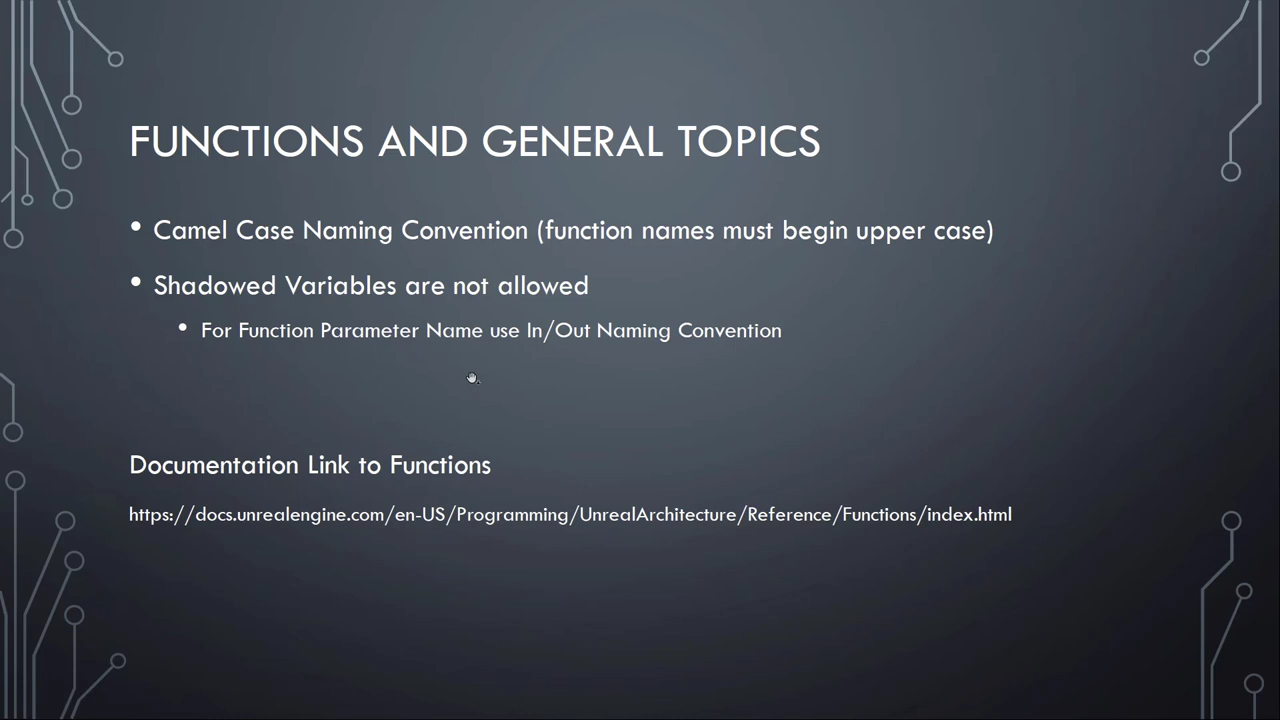 FUNCTIONS AND GENERAL TOPICS
• Camel Case Naming Convention (function names must begin upper case)
• Shadowed Variables are not allowed
• For Function Parameter Name use In/Out Naming Convention
Documentation Link to Functions
https://docs.unrealengine.com/en-US/Programming/UnrealArchitecture/Reference/Functions/index.html